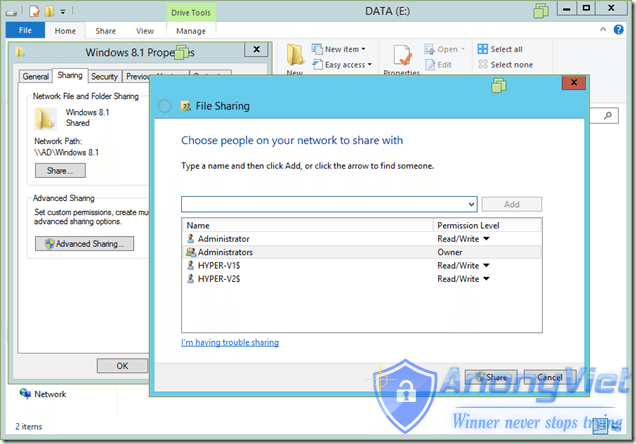 Drive Tools
DATA (E:)
File
Home
Share
View
Manage
New item
Easy access
Open
Edit
Select all
Select none
New
Properties
Windows 8.1 Properties
General
Sharing
Security
Network File and Folder Sharing
Windows 8.1
Shared
Network Path:
\\AD\Windows 8.1
Share...
Advanced Sharing
Set custom permissions, create
advanced sharing options.
Advanced Sharing...
OK
File Sharing
Choose people on your network to share with
Type a name and then click Add, or click the arrow to find someone.
Add
Name
Permission Level
Administrator
Read/Write
Administrators
Owner
HYPER-V1$
Read/Write
HYPER-V2$
Read/Write
I'm having trouble sharing
Share
Cancel
Network
2 items
AnonyViet
Winner never stops trying